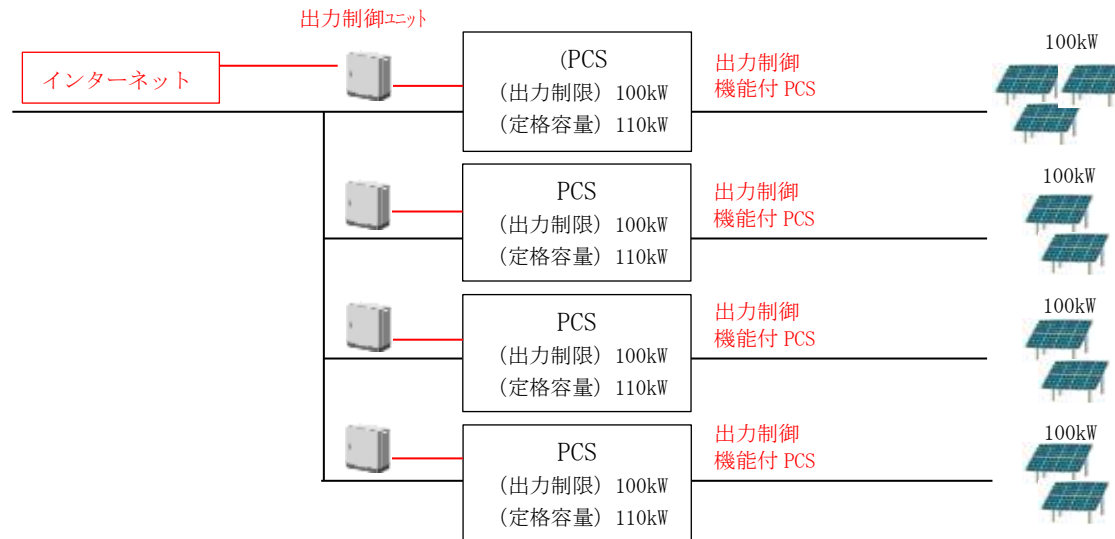 出力制御ユニット
インターネット
(PCS
(出力制限) 100kW
(定格容量) 110kW
出力制御
機能付 PCS
100kW
PCS
(出力制限) 100kW
(定格容量) 110kW
出力制御
機能付 PCS
100kW
PCS
(出力制限) 100kW
(定格容量) 110kW
出力制御
機能付 PCS
100kW
PCS
(出力制限) 100kW
(定格容量) 110kW
出力制御
機能付 PCS
100kW